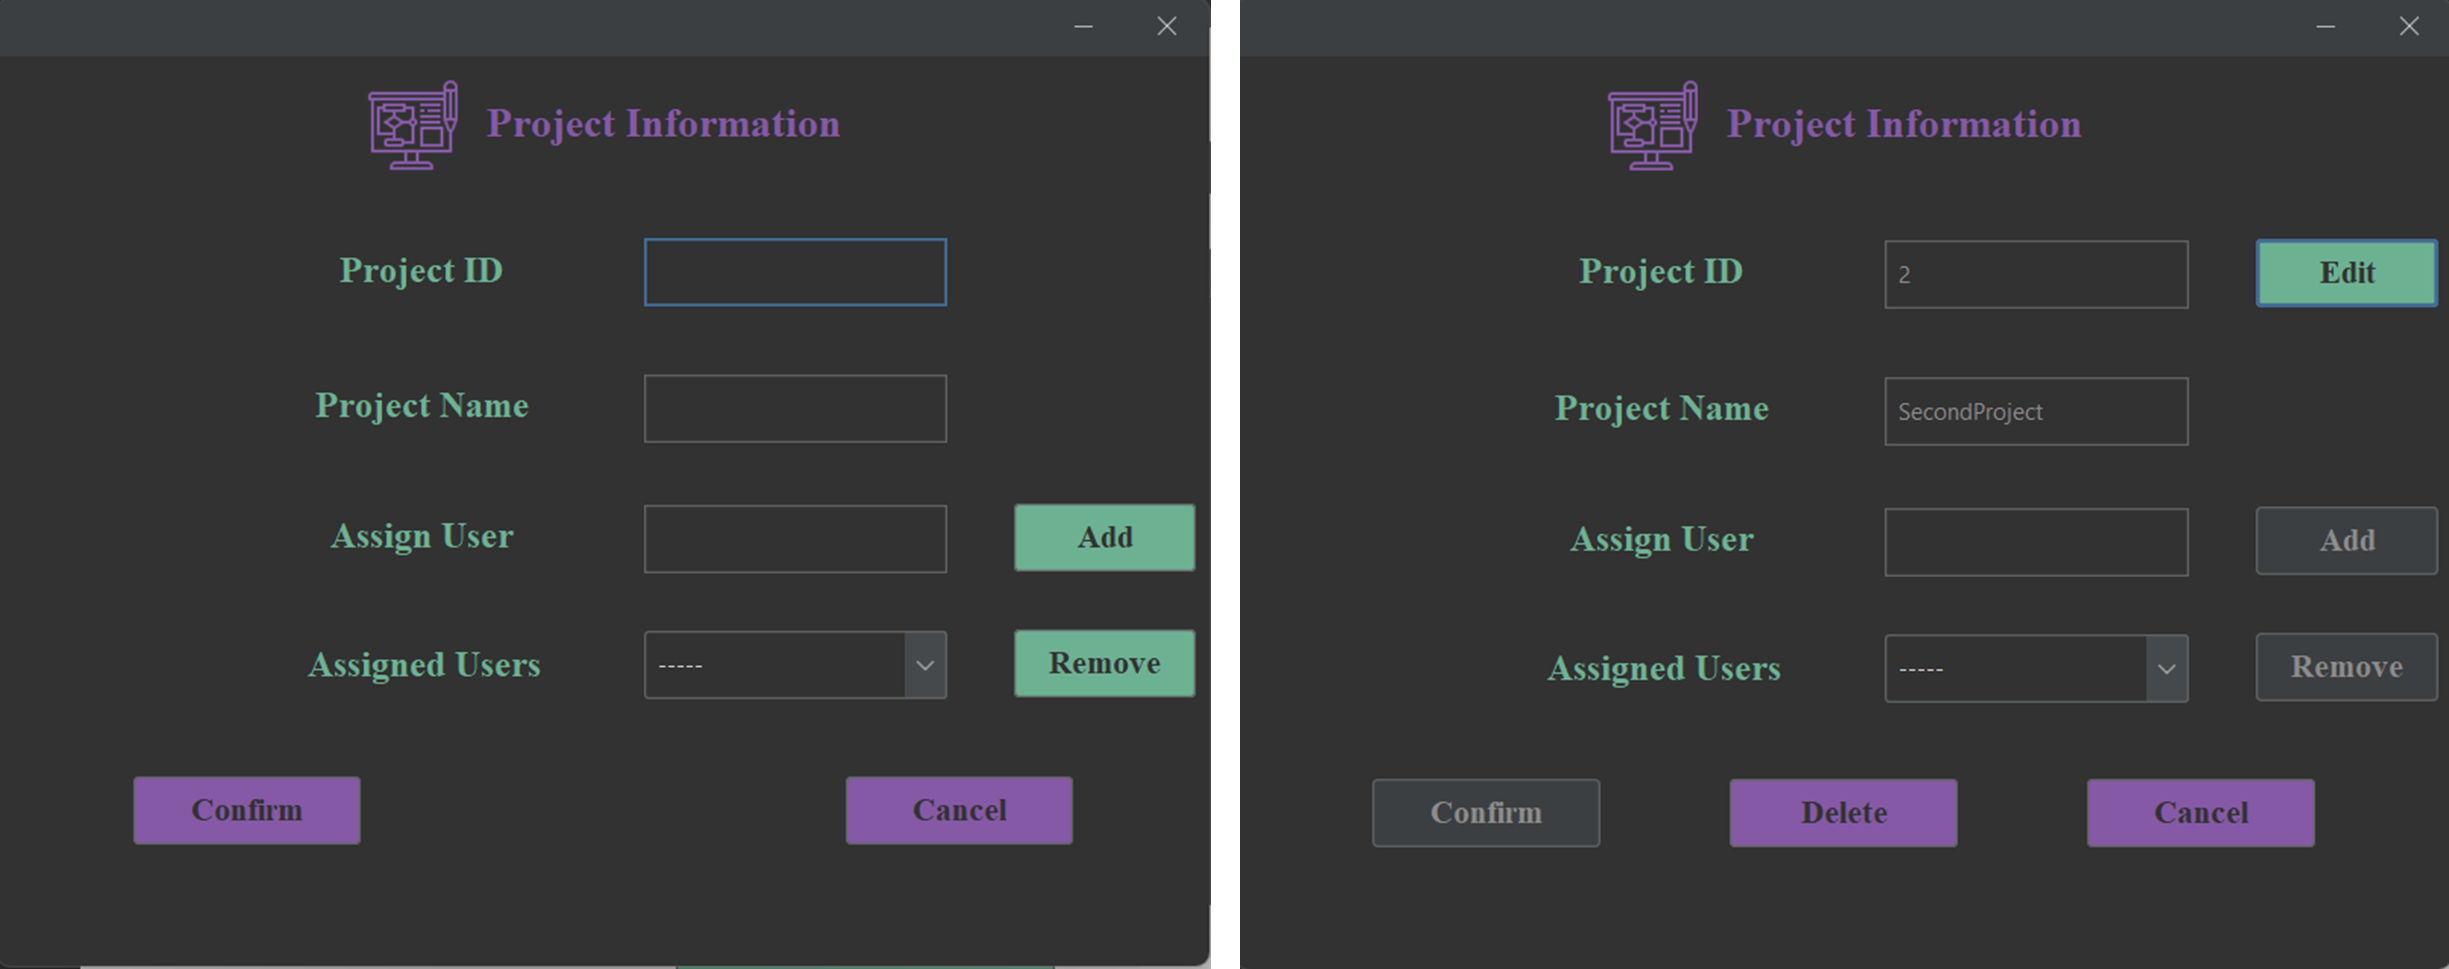 Project Information
Project ID
Project Name
Assign User
Add
Assigned Users
-----
Remove
Confirm
Cancel
Project Information
Project ID
2
Edit
Project Name
SecondProject
Assign User
Add
Assigned Users
-----
Remove
Confirm
Delete
Cancel